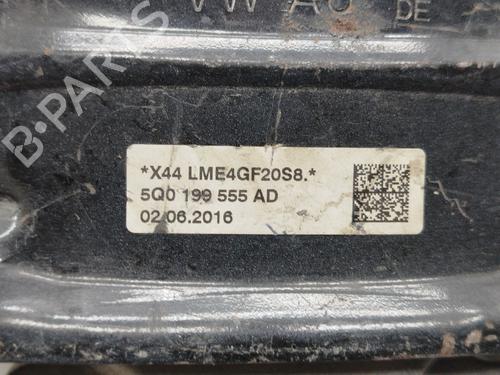 VW AG DE
B-PARTS
*X44 LME4GF20S8.*
5Q0 199 555 AD
02.06.2016